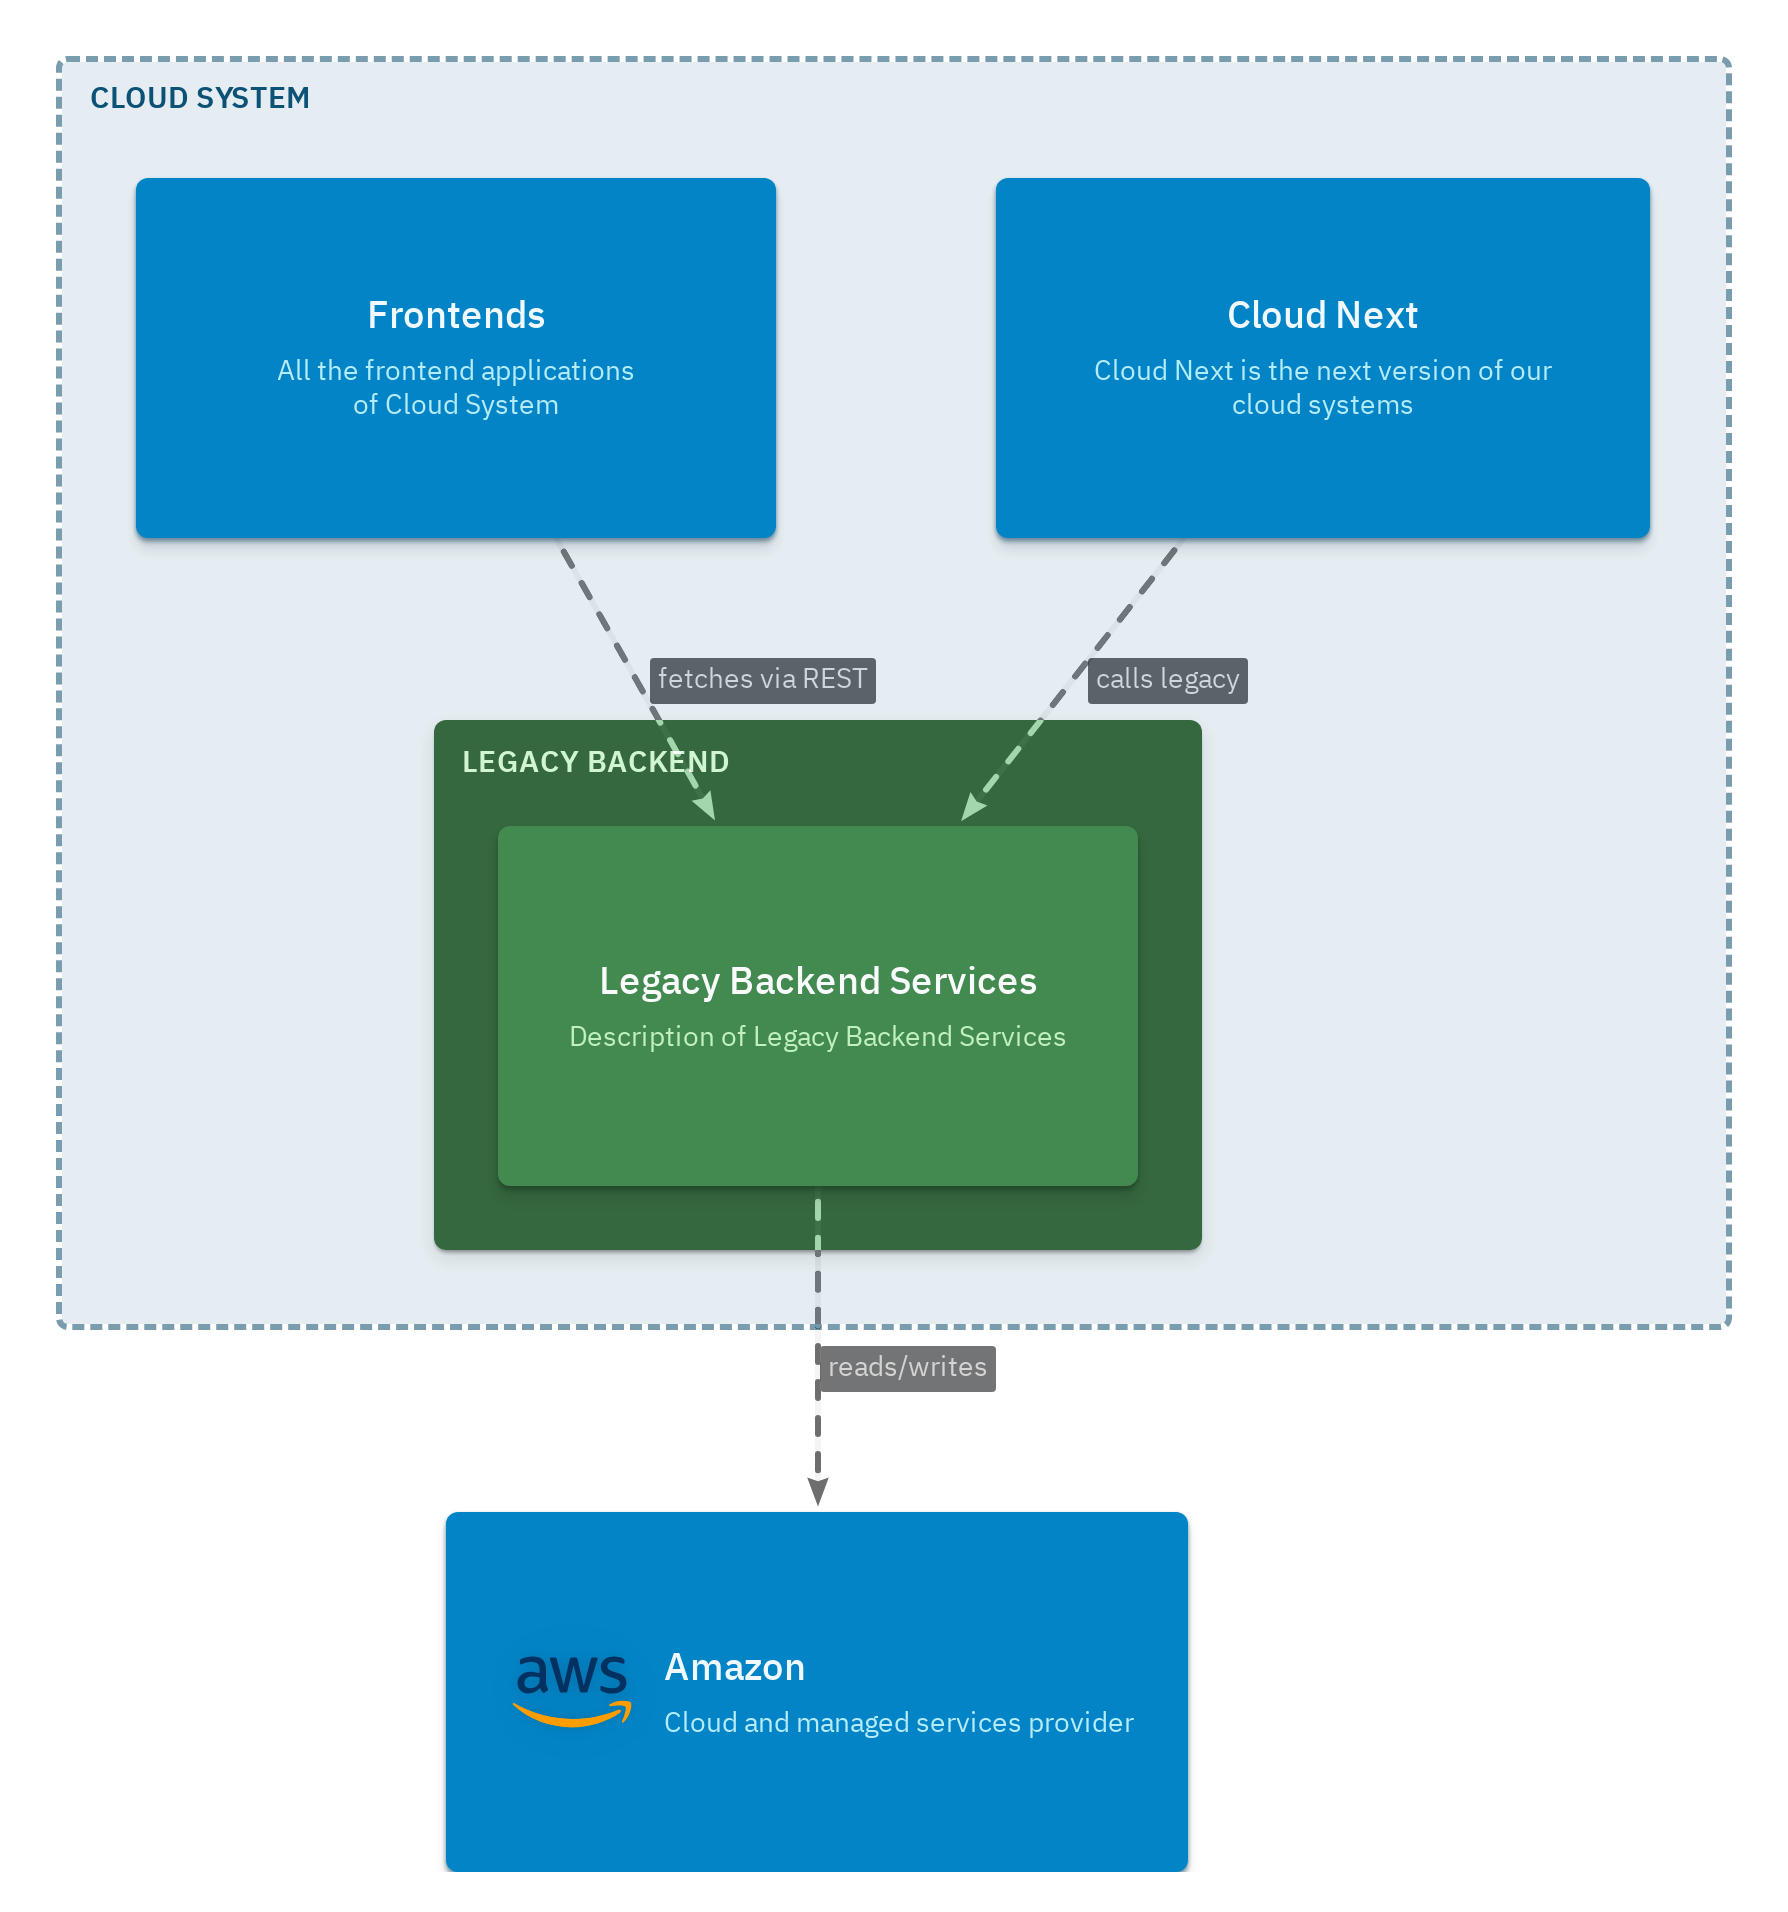 CLOUD SYSTEM
Frontends
All the frontend applications
of Cloud System
Cloud Next
Cloud Next is the next version of our
cloud systems
fetches via REST
calls legacy
LEGACY BACKEND
Legacy Backend Services
Description of Legacy Backend Services
reads/writes
aws
Amazon
Cloud and managed services provider